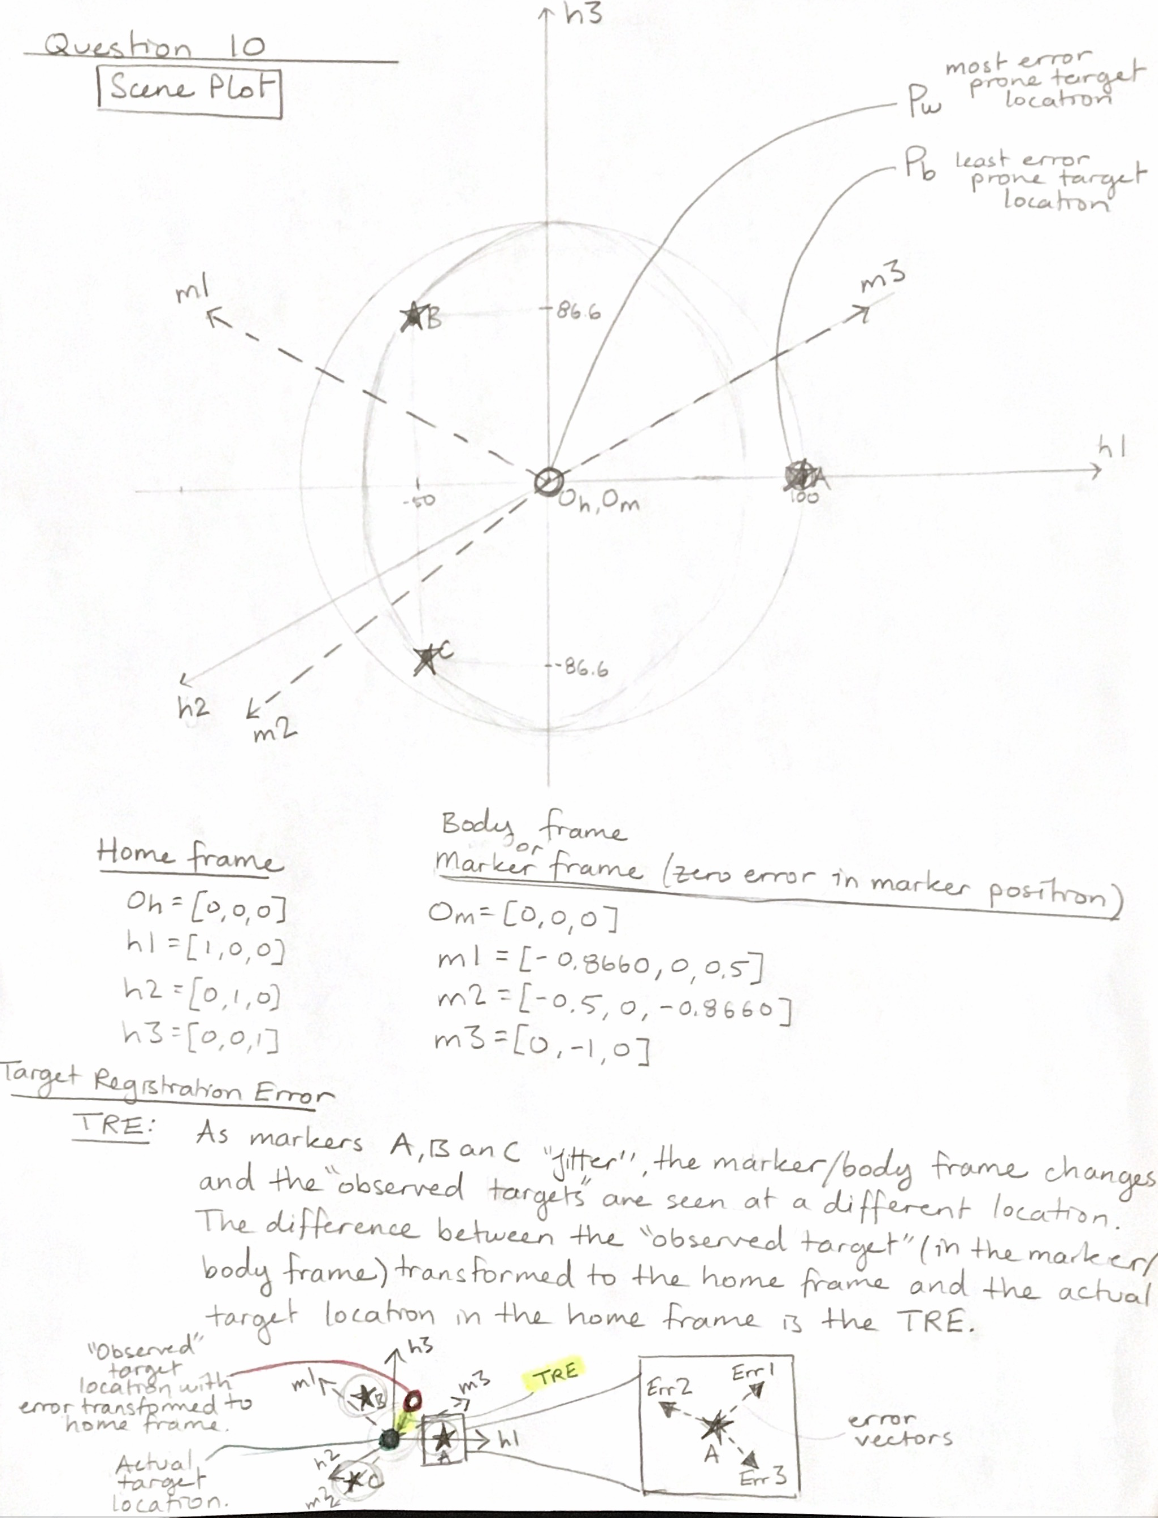 Question 10
Scene Plot
h3
most error
prone target
location
Pw
Pb
least error
prone target
location
m1
m3
B
86.6
h1
-50
Oh,Om
A
100
C
-86.6
h2
m2
Home frame
Oh = [0,0,0]
h1 = [1,0,0]
h2 = [0,1,0]
h3 = [0,0,1]
Body frame
or
Marker frame (zero error in marker position)
Om = [0,0,0]
m1 = [-0.8660, 0, 0.5]
m2 = [-0.5, 0, -0.8660]
m3 = [0, -1, 0]
Target Registration Error
TRE:
As markers A, B an C "jitter", the marker/body frame changes
and the "observed targets" are seen at a different location.
The difference between the "observed target" (in the marker/
body frame) transformed to the home frame and the actual
target location in the home frame is the TRE.
"Observed"
target
location with
error transformed to
home frame.
Actual
target
location.
h3
m1
B
m3
TRE
h1
A
h2
m2
C
Err1
Err2
A
Err3
error
vectors